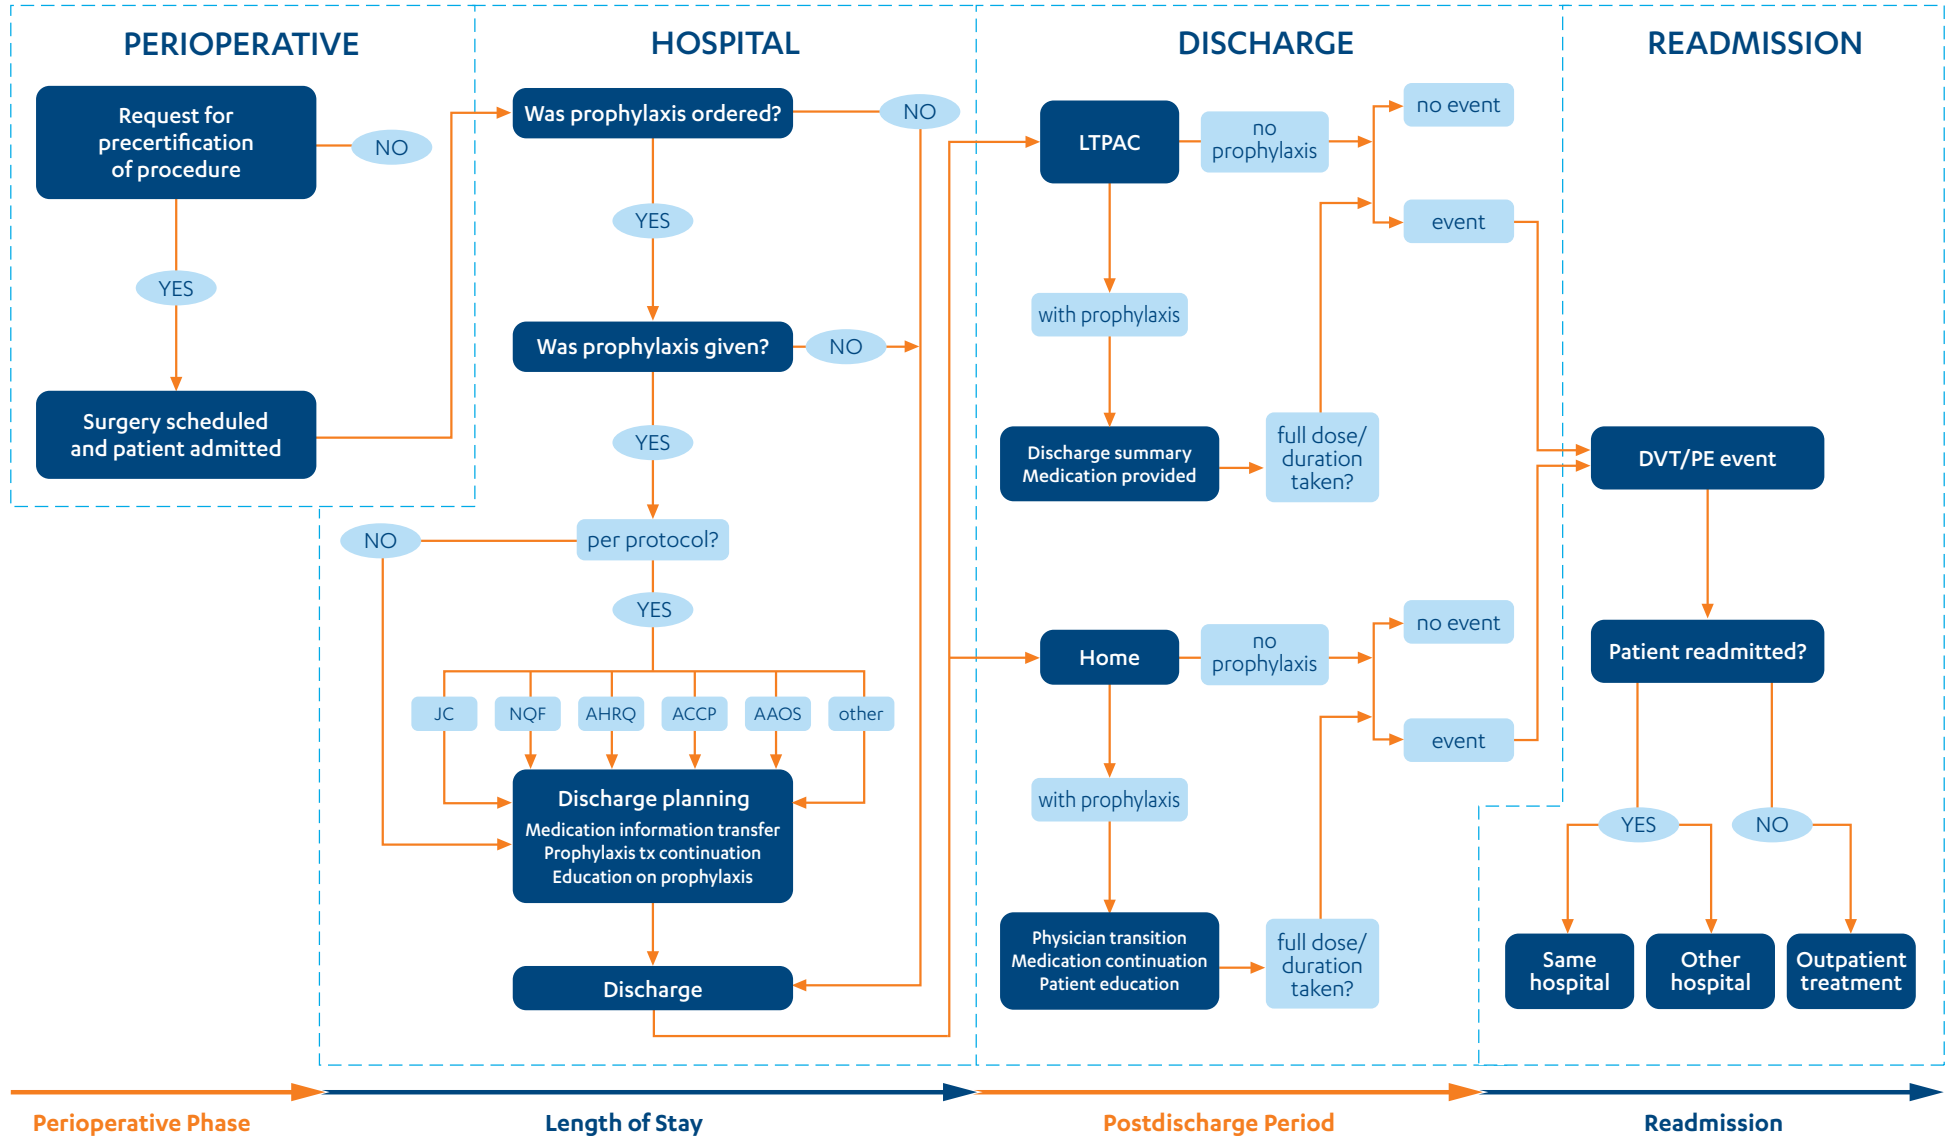 PERIOPERATIVE
Request for
precertification
of procedure
NO
YES
Surgery scheduled
and patient admitted
HOSPITAL
Was prophylaxis ordered?
NO
YES
Was prophylaxis given?
NO
YES
per protocol?
NO
YES
JC
NQF
AHRQ
ACCP
AAOS
other
Discharge planning
Medication information transfer
Prophylaxis tx continuation
Education on prophylaxis
Discharge
DISCHARGE
LTPAC
no
prophylaxis
no event
event
with prophylaxis
Discharge summary
Medication provided
full dose/
duration
taken?
Home
no
prophylaxis
no event
event
with prophylaxis
Physician transition
Medication continuation
Patient education
full dose/
duration
taken?
READMISSION
DVT/PE event
Patient readmitted?
YES
NO
Same
hospital
Other
hospital
Outpatient
treatment
Perioperative Phase
Length of Stay
Postdischarge Period
Readmission